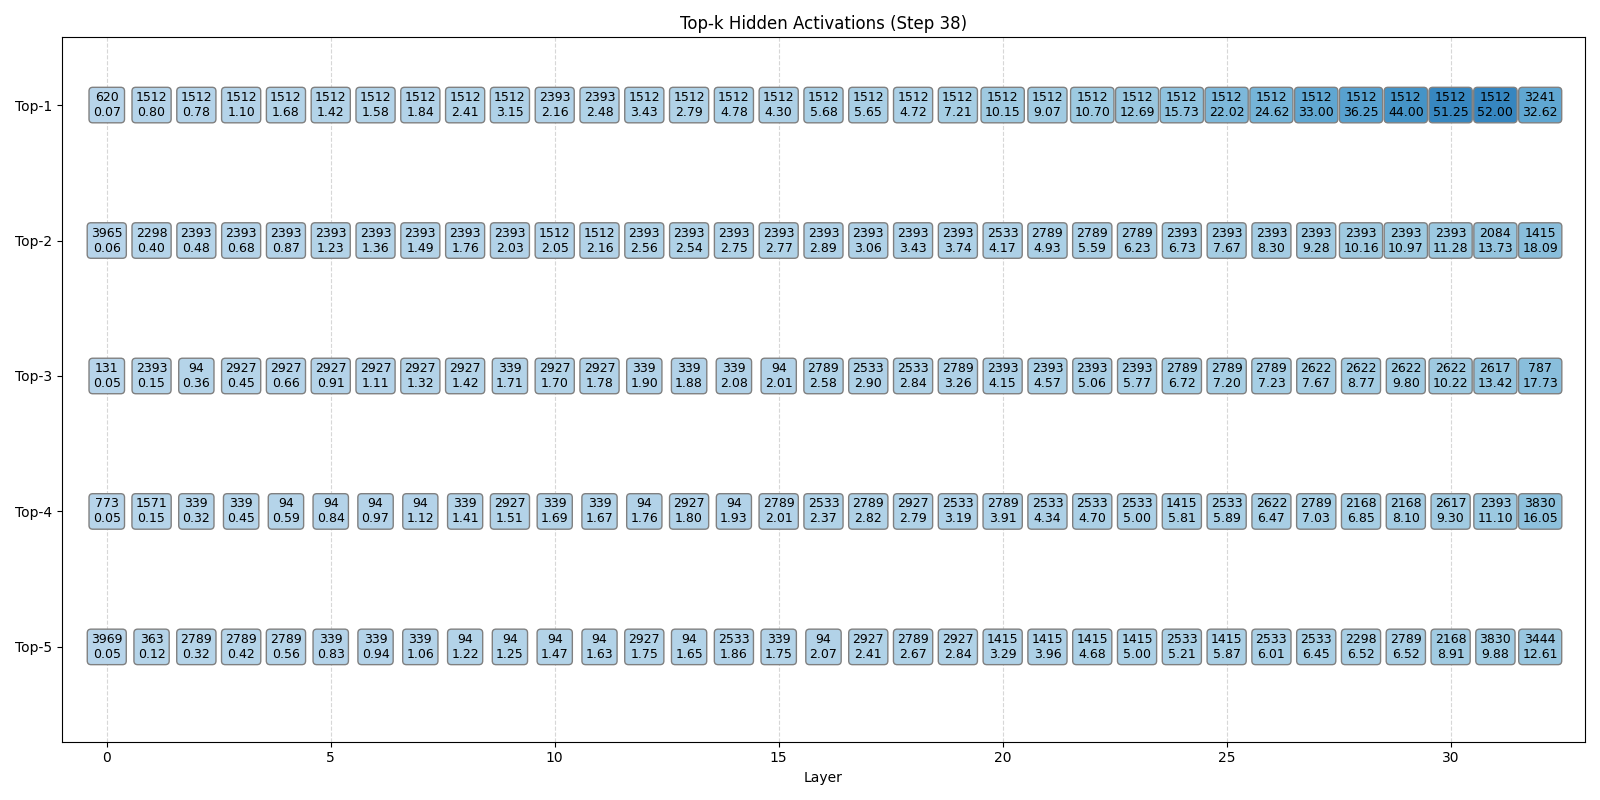 Top-k Hidden Activations (Step 38)
Top-1
620 1512 1512 1512 1512 1512 1512 1512 1512 1512 2393 2393 1512 1512 1512 1512 1512 1512 1512 1512 1512 1512 1512 1512 1512 1512 1512 1512 1512 1512 1512 1512 3241
0.07 0.80 0.78 1.10 1.68 1.42 1.58 1.84 2.41 3.15 2.16 2.48 3.43 2.79 4.78 4.30 5.68 5.65 4.72 7.21 10.15 9.07 10.70 12.69 15.73 22.02 24.62 33.00 36.25 44.00 51.25 52.00 32.62
Top-2
3965 2298 2393 2393 2393 2393 2393 2393 2393 2393 1512 1512 2393 2393 2393 2393 2393 2393 2393 2393 2533 2789 2789 2789 2393 2393 2393 2393 2393 2393 2393 2084 1415
0.06 0.40 0.48 0.68 0.87 1.23 1.36 1.49 1.76 2.03 2.05 2.16 2.56 2.54 2.75 2.77 2.89 3.06 3.43 3.74 4.17 4.93 5.59 6.23 6.73 7.67 8.30 9.28 10.16 10.97 11.28 13.73 18.09
Top-3
131 2393 94 2927 2927 2927 2927 2927 2927 339 2927 2927 339 339 339 94 2789 2533 2533 2789 2393 2393 2393 2393 2789 2789 2789 2622 2622 2622 2622 2617 787
0.05 0.15 0.36 0.45 0.66 0.91 1.11 1.32 1.42 1.71 1.70 1.78 1.90 1.88 2.08 2.01 2.58 2.90 2.84 3.26 4.15 4.57 5.06 5.77 6.72 7.20 7.23 7.67 8.77 9.80 10.22 13.42 17.73
Top-4
773 1571 339 339 94 94 94 94 339 2927 339 339 94 2927 94 2789 2533 2789 2927 2533 2789 2533 2533 2533 1415 2533 2622 2789 2168 2168 2617 2393 3830
0.05 0.15 0.32 0.45 0.59 0.84 0.97 1.12 1.41 1.51 1.69 1.67 1.76 1.80 1.93 2.01 2.37 2.82 2.79 3.19 3.91 4.34 4.70 5.00 5.81 5.89 6.47 7.03 6.85 8.10 9.30 11.10 16.05
Top-5
3969 363 2789 2789 2789 339 339 339 94 94 94 94 2927 94 2533 339 94 2927 2789 2927 1415 1415 1415 1415 2533 1415 2533 2533 2298 2789 2168 3830 3444
0.05 0.12 0.32 0.42 0.56 0.83 0.94 1.06 1.22 1.25 1.47 1.63 1.75 1.65 1.86 1.75 2.07 2.41 2.67 2.84 3.29 3.96 4.68 5.00 5.21 5.87 6.01 6.45 6.52 6.52 8.91 9.88 12.61
0 5 10 15 20 25 30
Layer